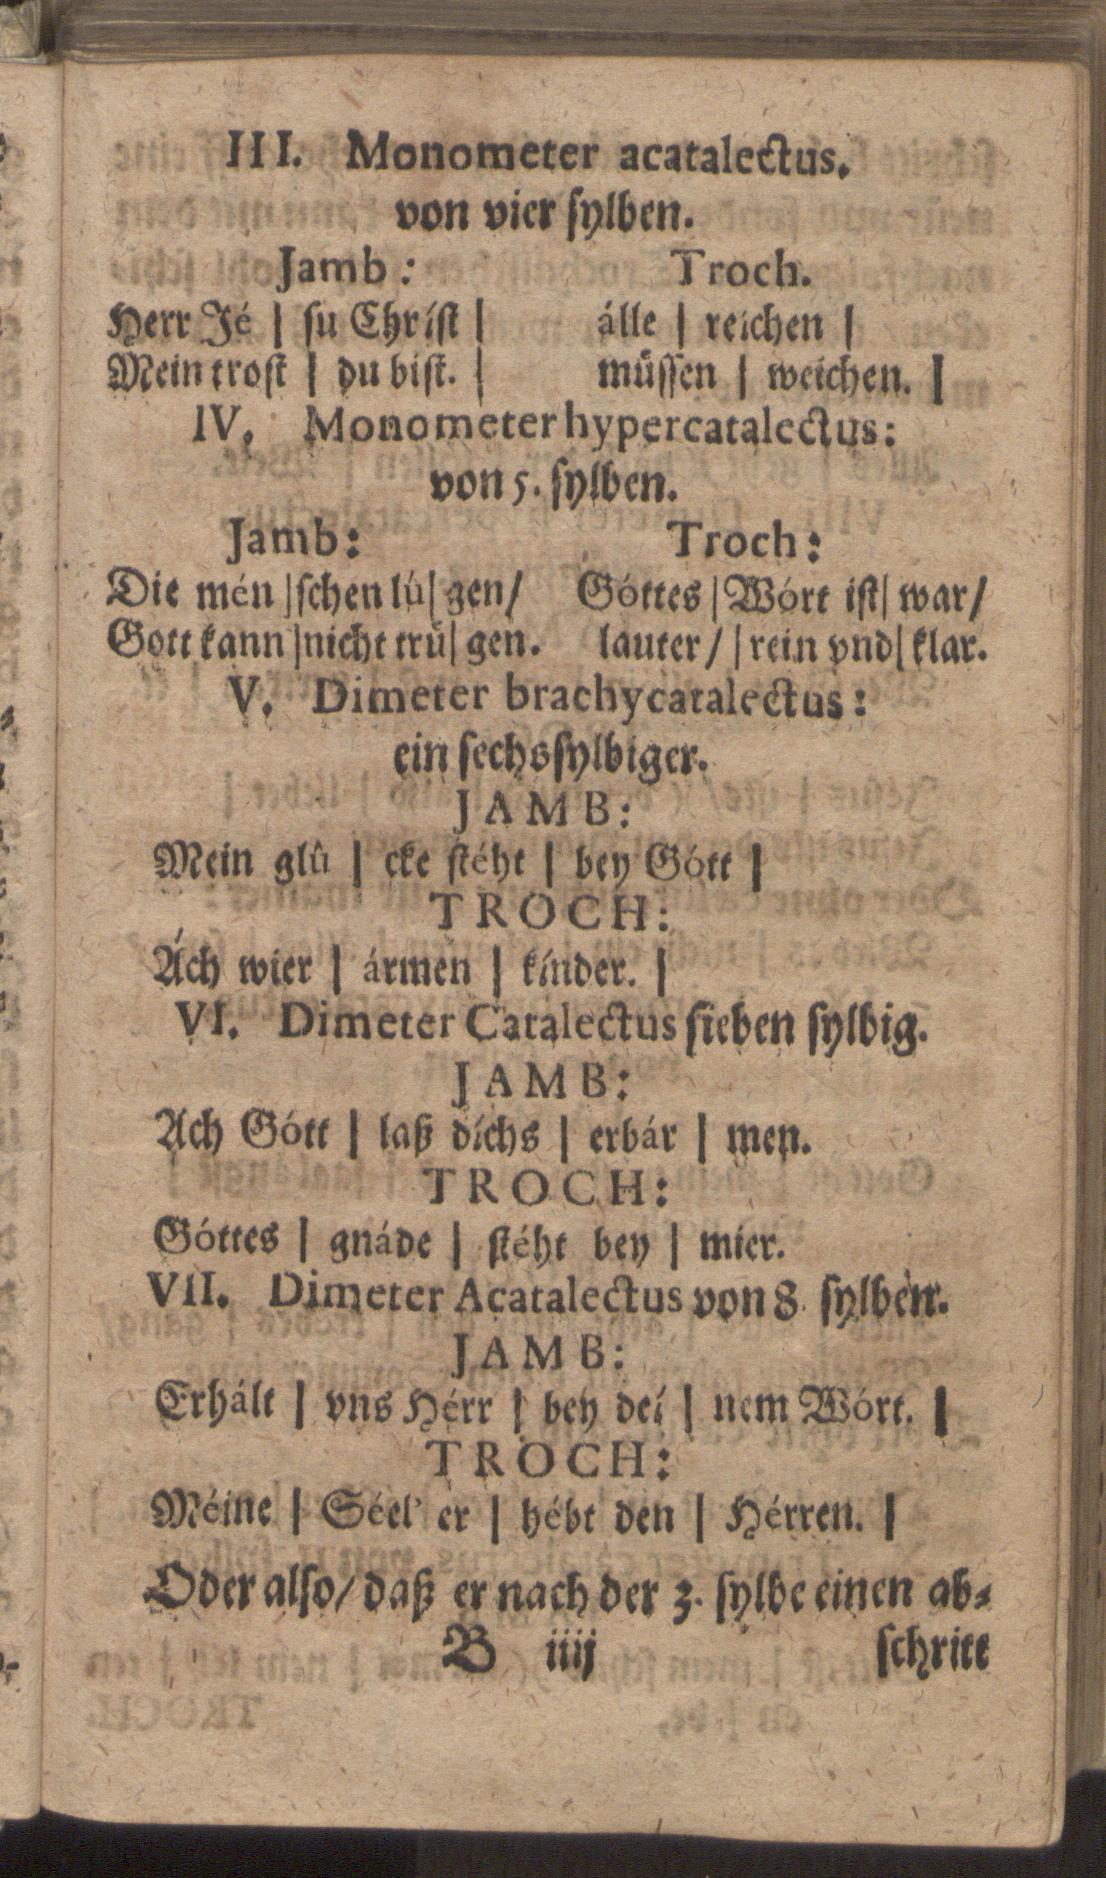 III. Monometer acatalectus.
von vier ſylben.
Jamb: Troch.
Herr Jé | ſu Chríſt | álle | reíchen |
Mein troſt | du biſt. | müſſen | weichen. |
IV. Monometer hypercatalectus:
von 5. ſylben.
Jamb: Troch:
Die mén | ſchen lú | gen/ Góttes | Wórt iſt | war/
Gott kann | nicht trü | gen. lauter/ | rein vnd | klar.
V. Dimeter brachycatalectus:
ein ſechsſylbiger.
JAMB:
Mein glû | cke ſtéht | bey Gótt |
TROCH:
Ách wier | ármen | kínder. |
VI. Dimeter Catalectus ſieben ſylbig.
JAMB:
Ach Gótt | laß díchs | erbár | men.
TROCH:
Góttes | gnáde | ſtéht bey | mier.
VII. Dimeter Acatalectus von 8. ſylben.
JAMB:
Erhált | vns Hérr | bey deí | nem Wórt. |
TROCH:
Méine | Séel' er | hébt den | Hérren. |
Oder alſo/ daß er nach der 3. ſylbe einen ab⸗
B iiij ſchritt